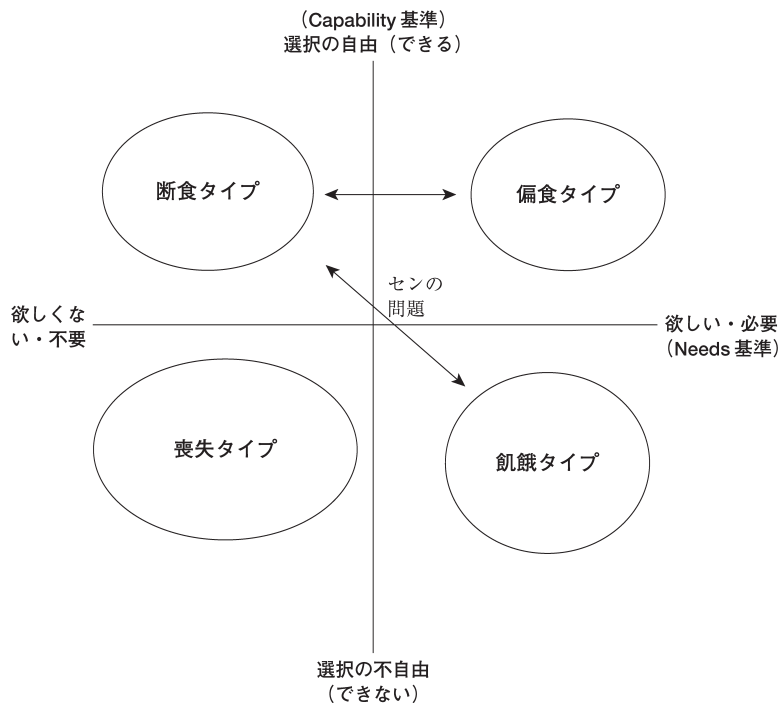 （Capability 基準）
選択の自由（できる）
断食タイプ
偏食タイプ
センの
問題
欲しくな
い・不要
欲しい・必要
（Needs 基準）
喪失タイプ
飢餓タイプ
選択の不自由
（できない）